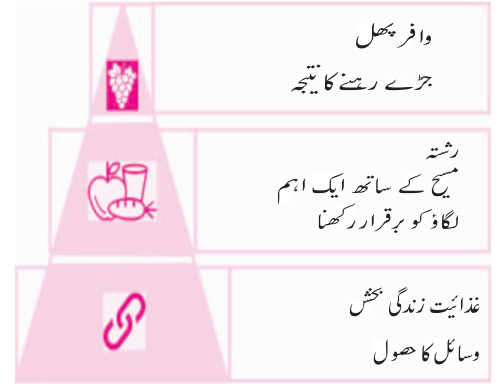 وافر پھل
جڑے رہنے کا نتیجہ
رشتہ
مسیح کے ساتھ ایک اہم
لگاؤ کو برقرار رکھنا
غذائیت زندگی بخش
وسائل کا حصول